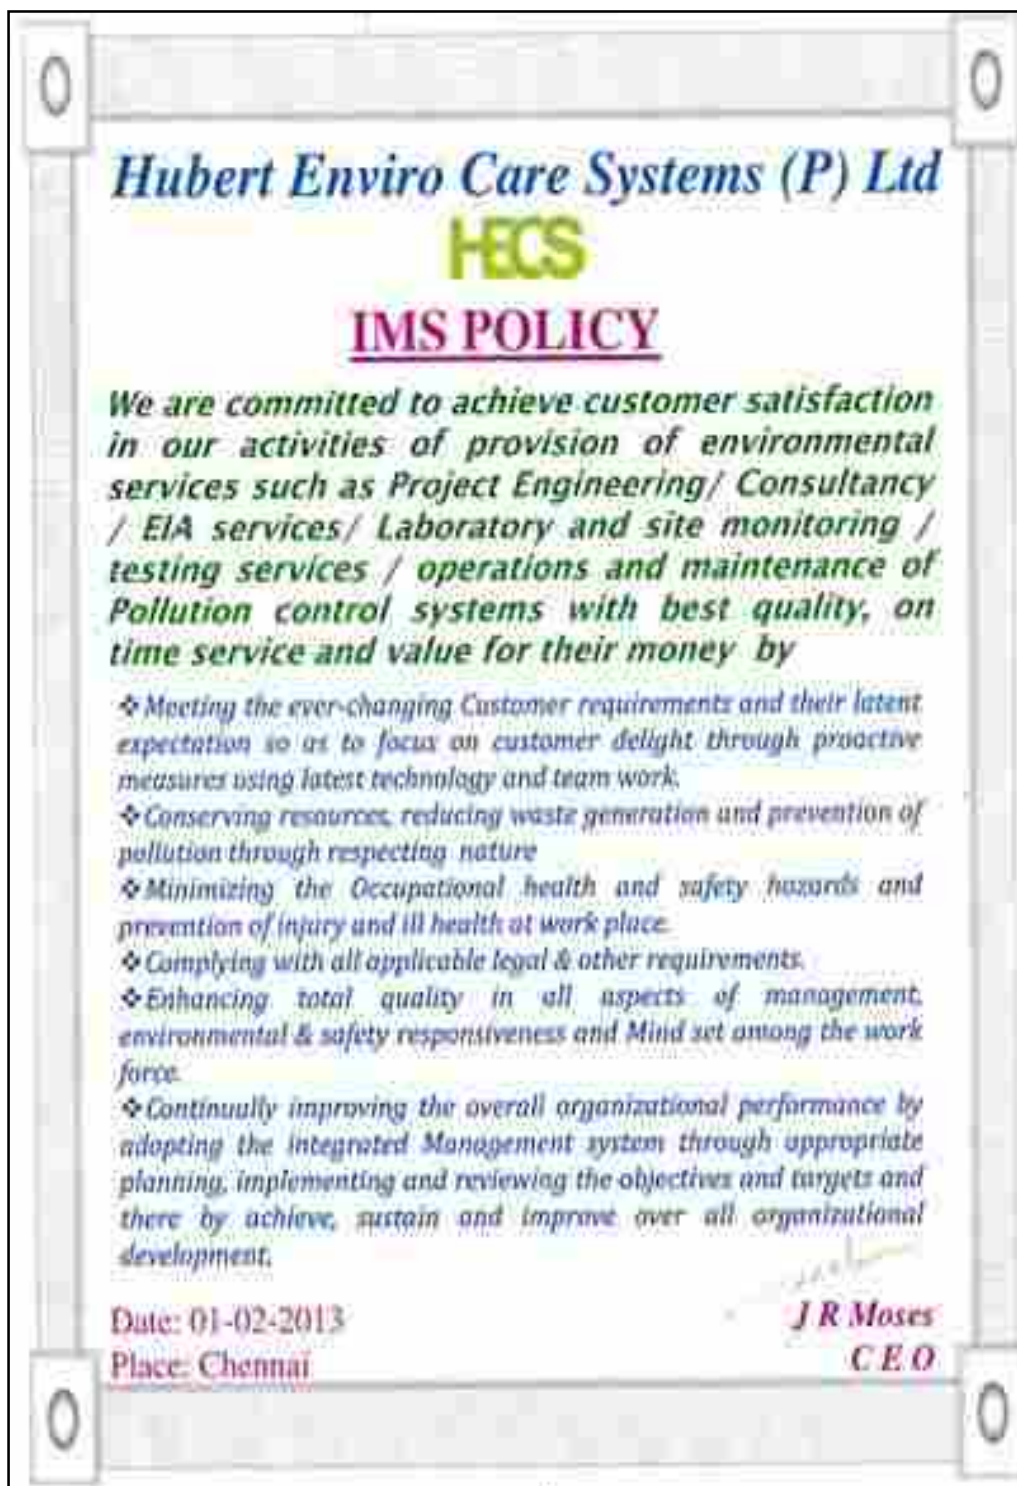 Hubert Enviro Care Systems (P) Ltd
HECS
IMS POLICY
We are committed to achieve customer satisfaction
in our activities of provision of environmental
services such as Project Engineering/ Consultancy
/ EIA services/ Laboratory and site monitoring /
testing services / operations and maintenance of
Pollution control systems with best quality, on
time service and value for their money by
❖Meeting the ever-changing Customer requirements and their latent
expectation so as to focus on customer delight through proactive
measures using latest technology and team work.
❖Conserving resources, reducing waste generation and prevention of
pollution through respecting nature
❖Minimizing the Occupational health and safety hazards and
prevention of injury and ill health at work place.
❖Complying with all applicable legal & other requirements.
❖Enhancing total quality in all aspects of management,
environmental & safety responsiveness and Mind set among the work
force.
❖Continually improving the overall organizational performance by
adopting the integrated Management system through appropriate
planning, implementing and reviewing the objectives and targets and
there by achieve, sustain and improve over all organizational
development.
Date: 01-02-2013
J R Moses
Place: Chennai
C E O